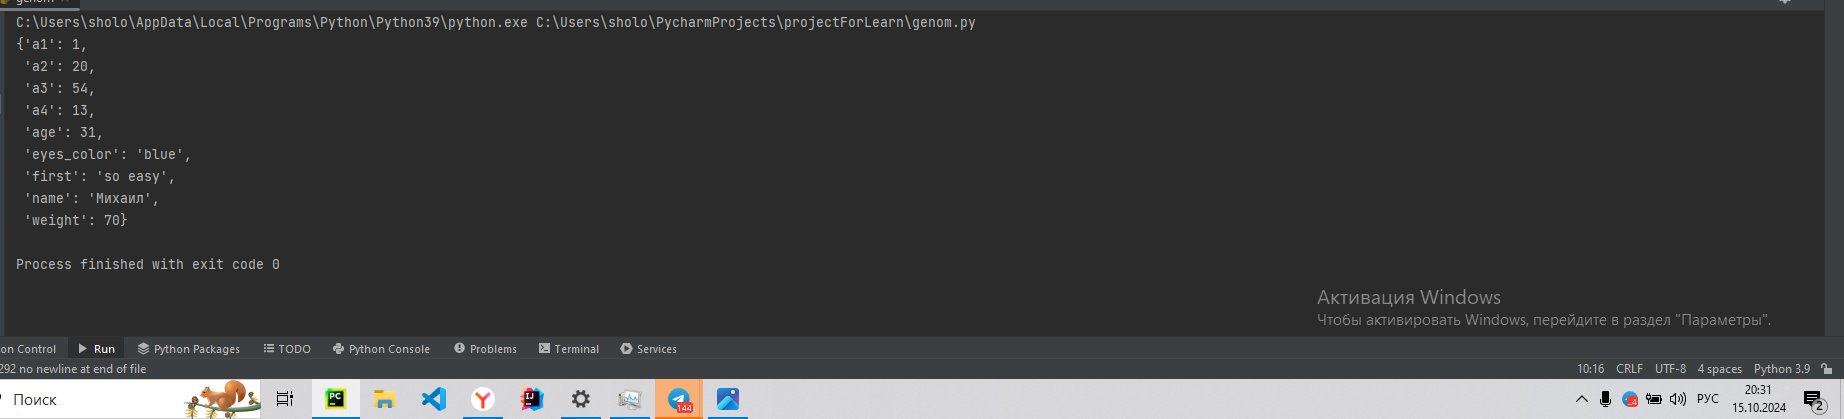 genom
C:\Users\sholo\AppData\Local\Programs\Python\Python39\python.exe C:\Users\sholo\PycharmProjects\projectForLearn\genom.py
{'a1': 1,
 'a2': 20,
 'a3': 54,
 'a4': 13,
 'age': 31,
 'eyes_color': 'blue',
 'first': 'so easy',
 'name': 'Михаил',
 'weight': 70}
Process finished with exit code 0
Активация Windows
Чтобы активировать Windows, перейдите в раздел "Параметры".
on Control Run Python Packages TODO Python Console Problems Terminal Services
292 no newline at end of file 10:16 CRLF UTF-8 4 spaces Python 3.9
Поиск PC IJ 144 РУС 20:31
15.10.2024 2